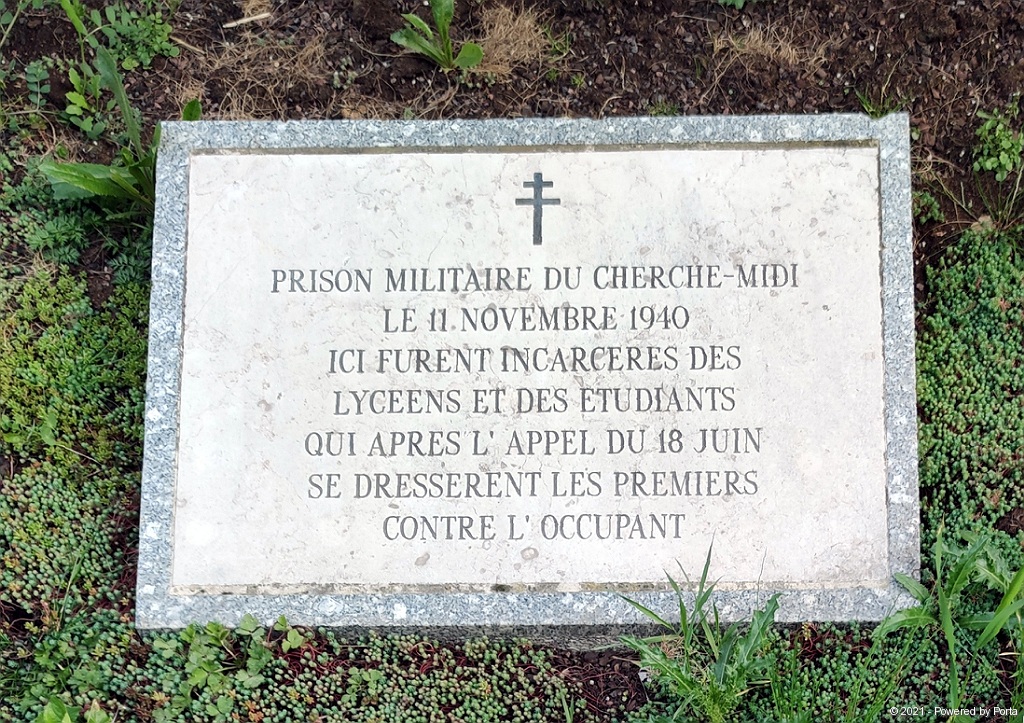 PRISON MILITAIRE DU CHERCHE-MIDI
LE 11 NOVEMBRE 1940
ICI FURENT INCARCERES DES
LYCEENS ET DES ETUDIANTS
QUI APRES L' APPEL DU 18 JUIN
SE DRESSERENT LES PREMIERS
CONTRE L' OCCUPANT
© 2021 - Powered by Porta